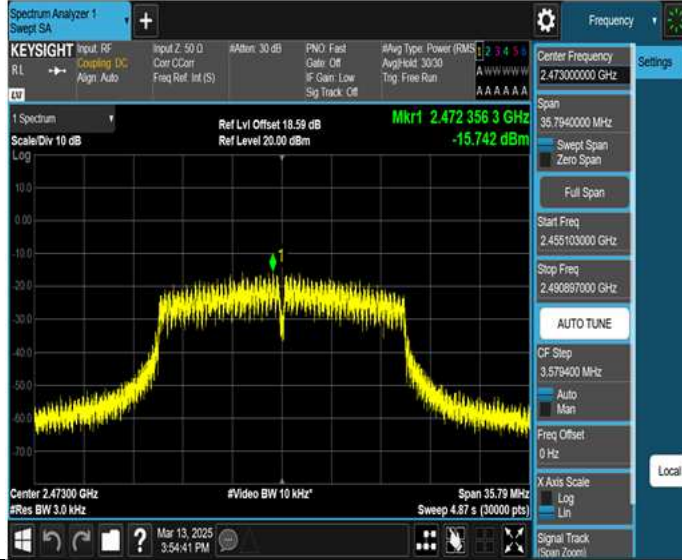 Spectrum Analyzer 1
Swept SA
+
Frequency
KEYSIGHT
RL
LXI
Input: RF
Coupling: DC
Align: Auto
Input Z: 50 Ω
Corr CCorr
Freq Ref: Int (S)
#Atten: 30 dB
PNO: Fast
Gate: Off
IF Gain: Low
Sig Track: Off
#Avg Type: Power (RMS
Avg|Hold: 30/30
Trig: Free Run
1 2 3 4 5 6
A W W W W W
A A A A A A
1 Spectrum
Scale/Div 10 dB
Ref Lvl Offset 18.59 dB
Ref Level 20.00 dBm
Mkr1 2.472 356 3 GHz
-15.742 dBm
Log
10.0
0.00
-10.0
-20.0
-30.0
-40.0
-50.0
-60.0
-70.0
1
Center 2.47300 GHz
#Res BW 3.0 kHz
#Video BW 10 kHz*
Span 35.79 MHz
Sweep 4.87 s (30000 pts)
?
Mar 13, 2025
3:54:41 PM
Center Frequency
2.473000000 GHz
Span
35.7940000 MHz
Swept Span
Zero Span
Full Span
Start Freq
2.455103000 GHz
Stop Freq
2.490897000 GHz
AUTO TUNE
CF Step
3.579400 MHz
Auto
Man
Freq Offset
0 Hz
X Axis Scale
Log
Lin
Signal Track
(Span Zoom)
Settings
Local